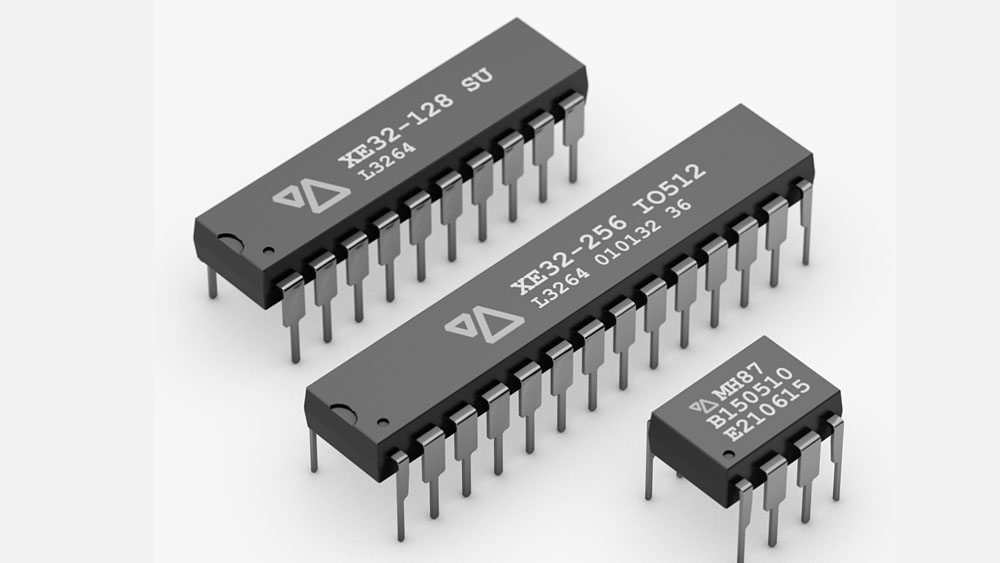 XE32-128 SU
L3264
XE32-256 IO512
L3264 010132 36
MH87
B150510
E210615